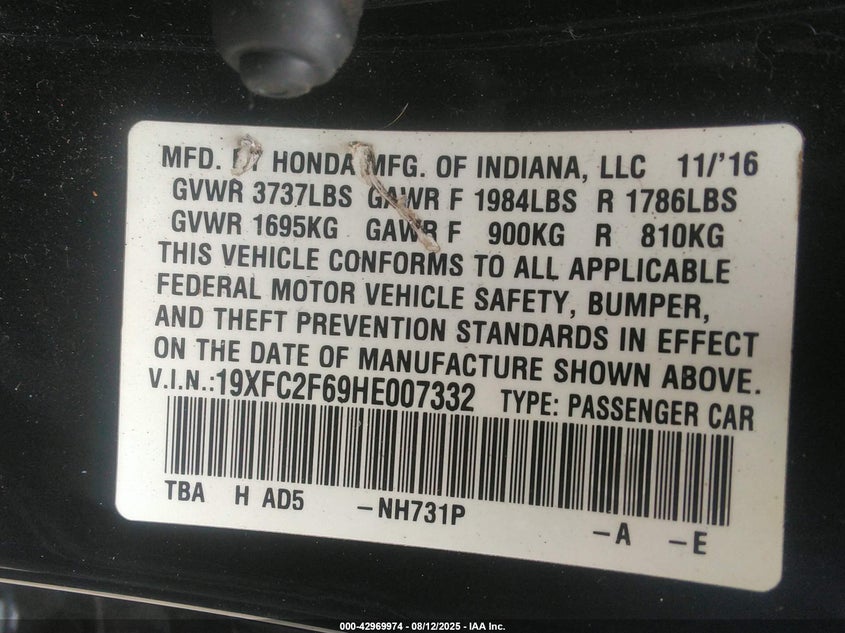 MFD. BY HONDA MFG. OF INDIANA, LLC 11/'16
GVWR 3737LBS GAWR F 1984LBS R 1786LBS
GVWR 1695KG GAWR F 900KG R 810KG
THIS VEHICLE CONFORMS TO ALL APPLICABLE
FEDERAL MOTOR VEHICLE SAFETY, BUMPER,
AND THEFT PREVENTION STANDARDS IN EFFECT
ON THE DATE OF MANUFACTURE SHOWN ABOVE.
V.I.N.:19XFC2F69HE007332 TYPE: PASSENGER CAR
TBA H AD5 -NH731P -A -E
000-42969974 - 08/12/2025 - IAA Inc.